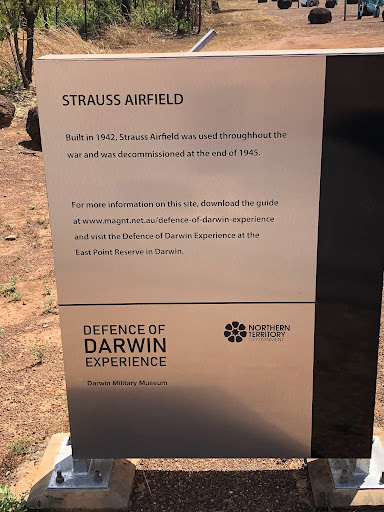 STRAUSS AIRFIELD
Built in 1942, Strauss Airfield was used throughhout the
war and was decommissioned at the end of 1945.
For more information on this site, download the guide
at www.magnt.net.au/defence-of-darwin-experience
and visit the Defence of Darwin Experience at the
East Point Reserve in Darwin.
DEFENCE OF
DARWIN
EXPERIENCE
Darwin Military Museum
NORTHERN
TERRITORY
GOVERNMENT